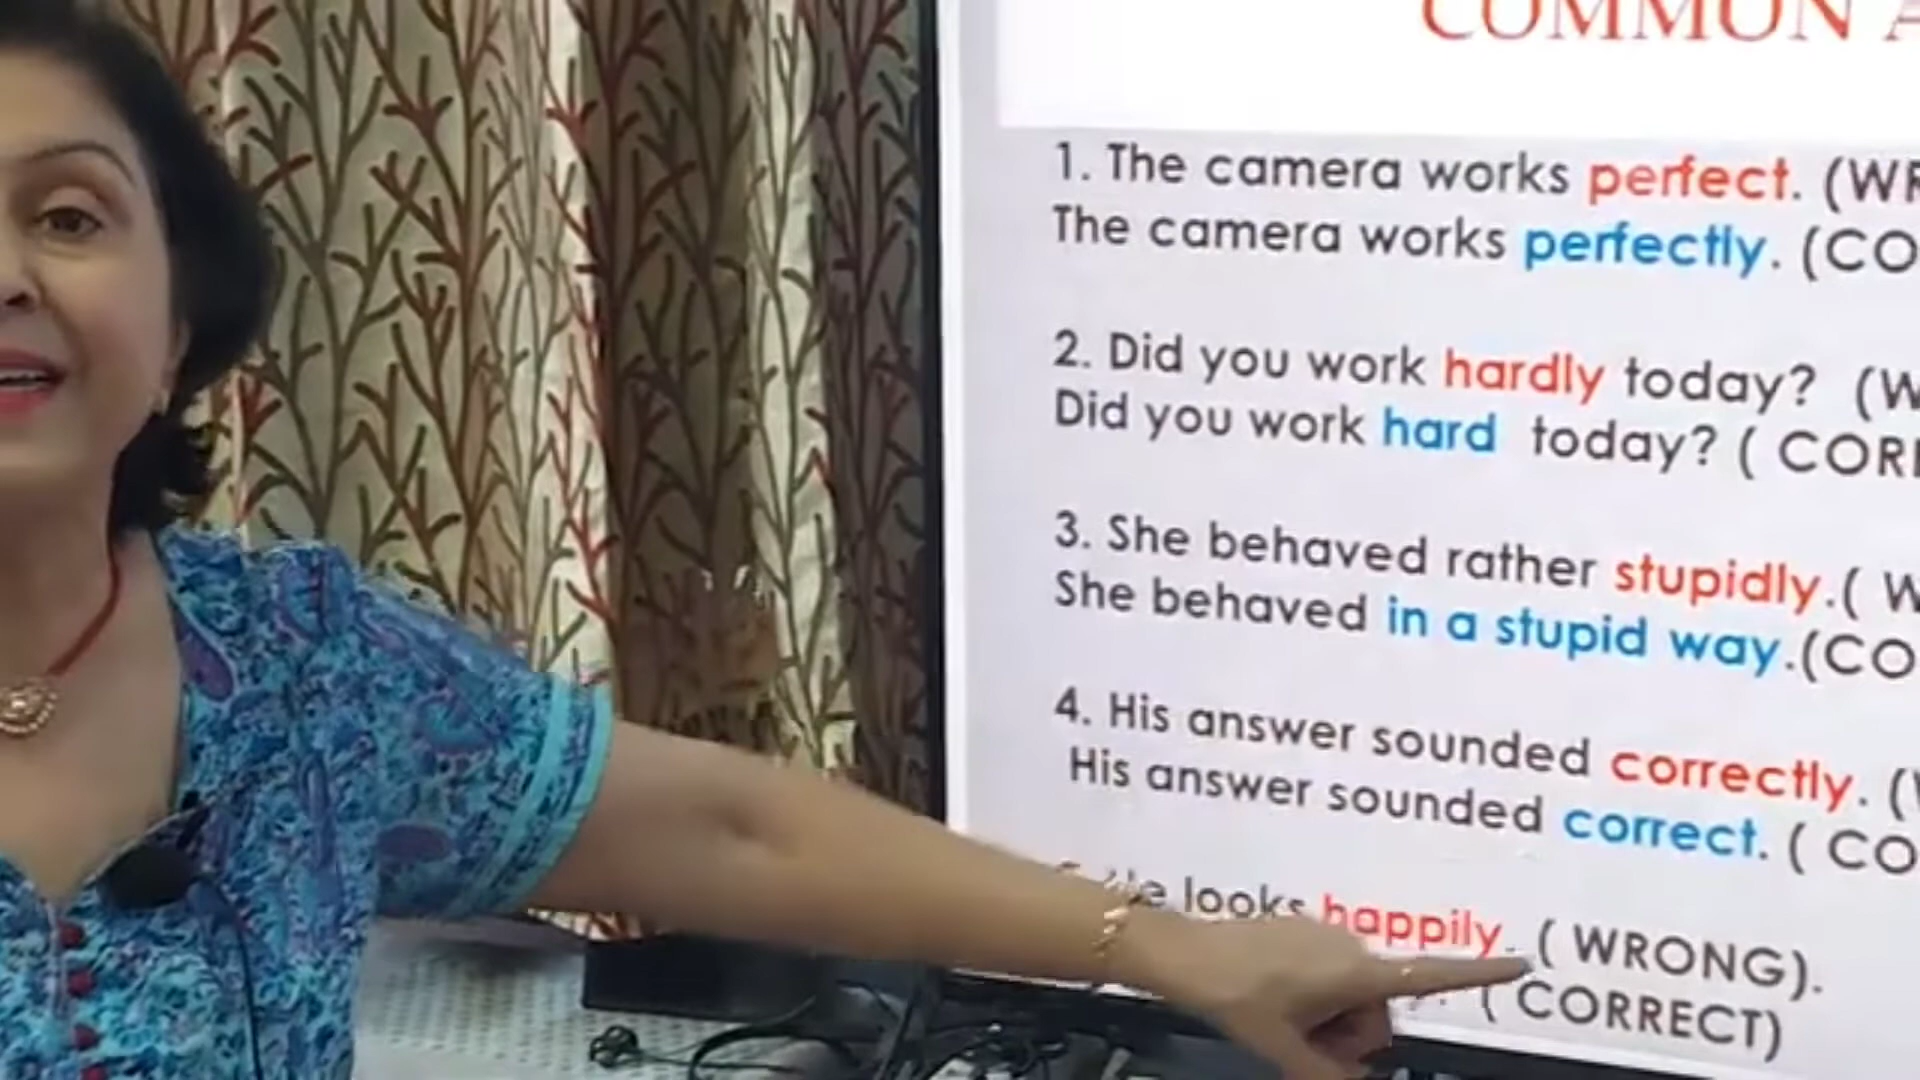 COMMON A
1. The camera works perfect. (WR
The camera works perfectly. (CO
2. Did you work hardly today? (W
Did you work hard today? ( CORR
3. She behaved rather stupidly.( W
She behaved in a stupid way.(CO
4. His answer sounded correctly. (W
His answer sounded correct. ( CO
looks happily. ( WRONG).
( CORRECT)